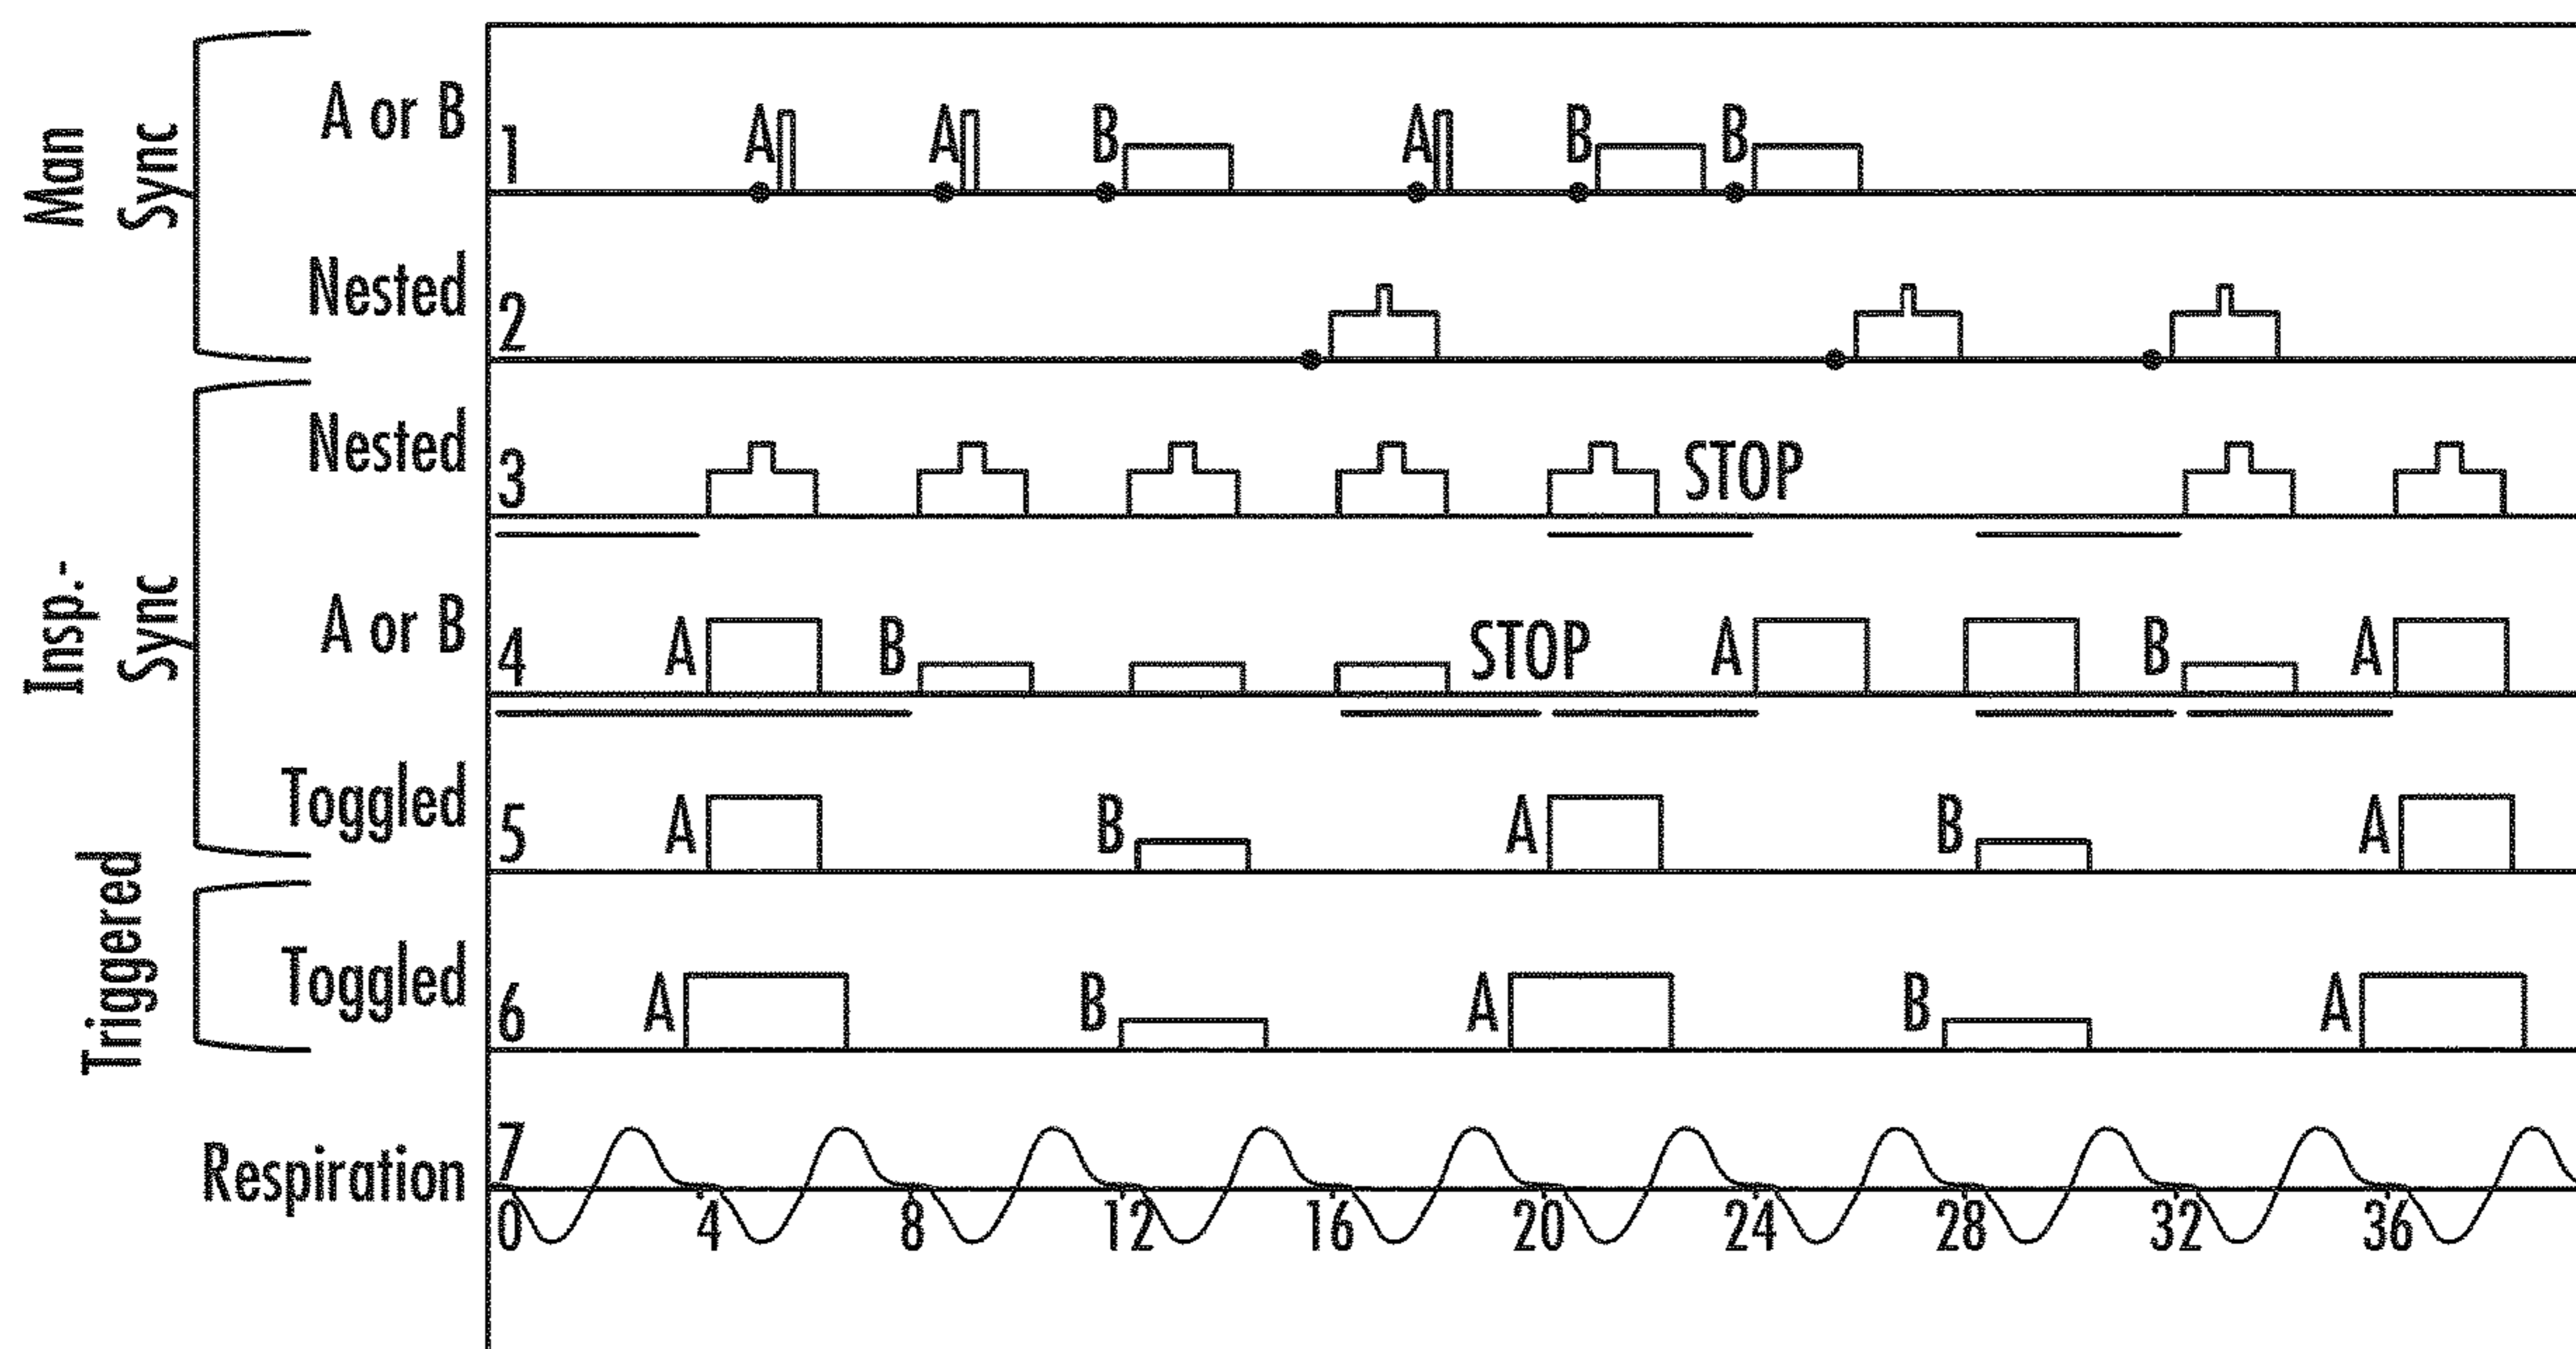 Man
Sync
A or B
1
A
A
B
A
B
B
Nested
2
Insp.-
Sync
Nested
3
STOP
A or B
4
A
B
STOP
A
B
A
Toggled
5
A
B
A
B
A
Triggered
Toggled
6
A
B
A
B
A
Respiration
7
0 4 8 12 16 20 24 28 32 36